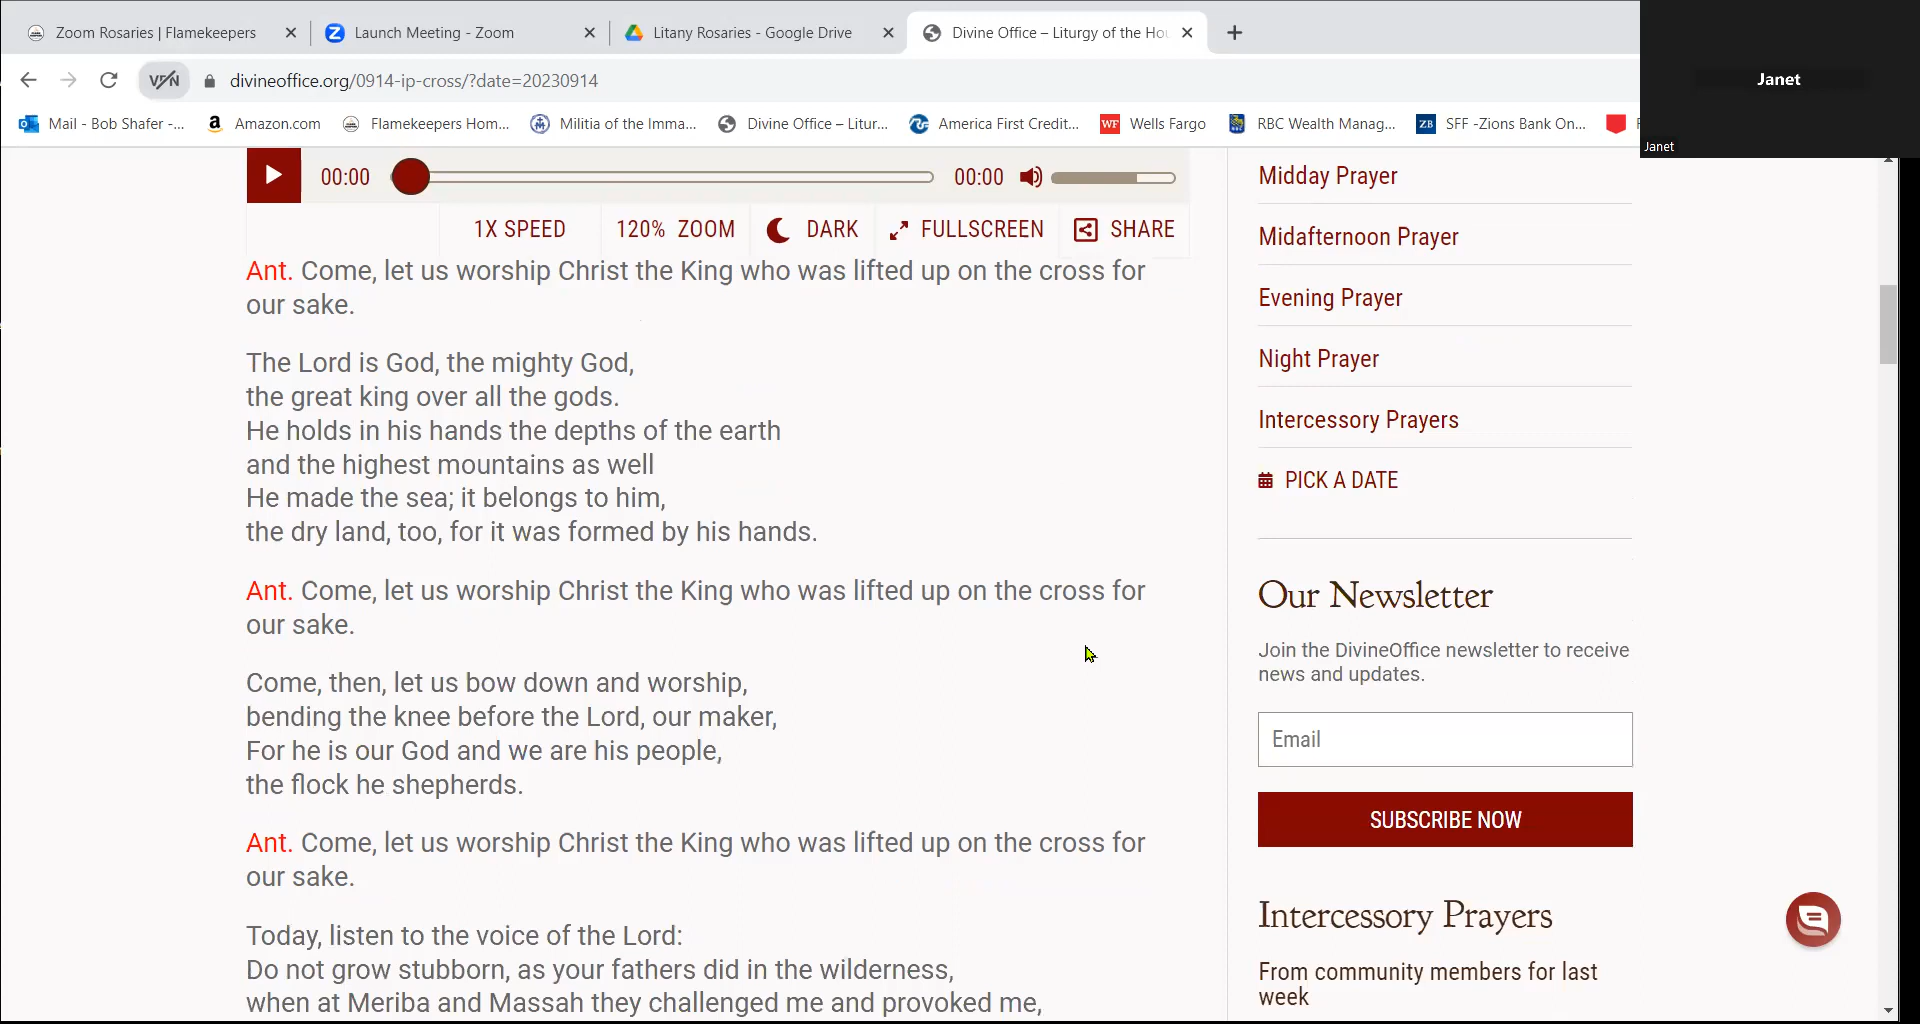 Zoom Rosaries | Flamekeepers
Launch Meeting - Zoom
Litany Rosaries - Google Drive
Divine Office – Liturgy of the Hou
Janet
divineoffice.org/0914-ip-cross/?date=20230914
Mail - Bob Shafer -...
Amazon.com
Flamekeepers Hom...
Militia of the Imma...
Divine Office – Litur...
America First Credit...
WF Wells Fargo
RBC Wealth Manag...
ZB SFF -Zions Bank On...
Janet
00:00
00:00
1X SPEED
120% ZOOM
DARK
FULLSCREEN
SHARE
Ant. Come, let us worship Christ the King who was lifted up on the cross for
our sake.
The Lord is God, the mighty God,
the great king over all the gods.
He holds in his hands the depths of the earth
and the highest mountains as well
He made the sea; it belongs to him,
the dry land, too, for it was formed by his hands.
Ant. Come, let us worship Christ the King who was lifted up on the cross for
our sake.
Come, then, let us bow down and worship,
bending the knee before the Lord, our maker,
For he is our God and we are his people,
the flock he shepherds.
Ant. Come, let us worship Christ the King who was lifted up on the cross for
our sake.
Today, listen to the voice of the Lord:
Do not grow stubborn, as your fathers did in the wilderness,
when at Meriba and Massah they challenged me and provoked me,
Midday Prayer
Midafternoon Prayer
Evening Prayer
Night Prayer
Intercessory Prayers
PICK A DATE
Our Newsletter
Join the DivineOffice newsletter to receive
news and updates.
Email
SUBSCRIBE NOW
Intercessory Prayers
From community members for last
week